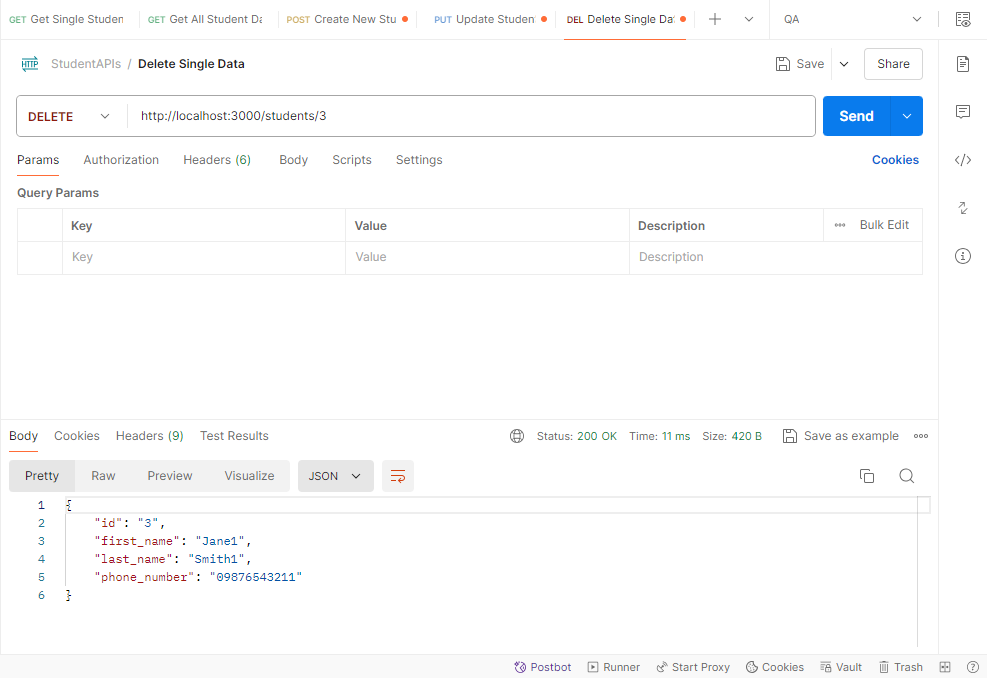 GET Get Single Studen GET Get All Student Da POST Create New Stu PUT Update Studen DEL Delete Single Da QA
HTTP StudentAPIs / Delete Single Data Save Share
DELETE http://localhost:3000/students/3 Send
Params Authorization Headers (6) Body Scripts Settings Cookies
Query Params
Key Value Description Bulk Edit
Key Value Description
Body Cookies Headers (9) Test Results Status: 200 OK Time: 11 ms Size: 420 B Save as example
Pretty Raw Preview Visualize JSON
1 {
2 "id": "3",
3 "first_name": "Jane1",
4 "last_name": "Smith1",
5 "phone_number": "09876543211"
6 }
Postbot Runner Start Proxy Cookies Vault Trash